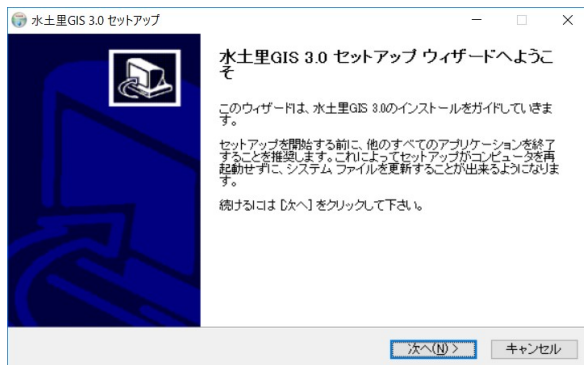 水土里GIS 3.0 セットアップ
水土里GIS 3.0 セットアップ ウィザードへようこ
そ
このウィザードは、水土里GIS 3.0のインストールをガイドしていきま
す。
セットアップを開始する前に、他のすべてのアプリケーションを終了
することを推奨します。これによってセットアップがコンピュータを再
起動せずに、システム ファイルを更新することが出来るようになりま
す。
続けるには [次へ] をクリックして下さい。
次へ(N) >
キャンセル